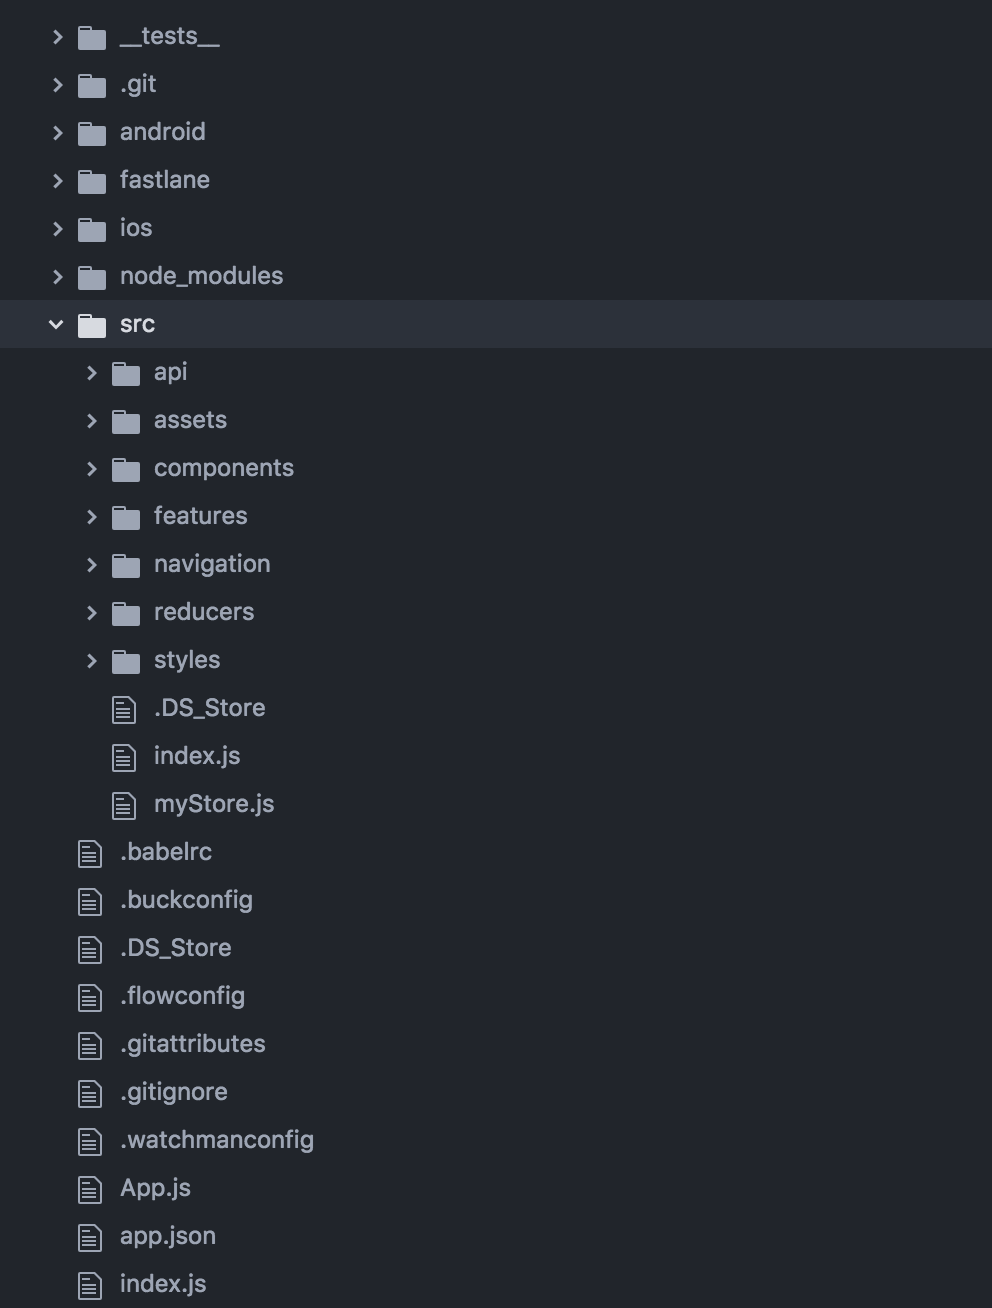 __tests__
.git
android
fastlane
ios
node_modules
src
api
assets
components
features
navigation
reducers
styles
.DS_Store
index.js
myStore.js
.babelrc
.buckconfig
.DS_Store
.flowconfig
.gitattributes
.gitignore
.watchmanconfig
App.js
app.json
index.js